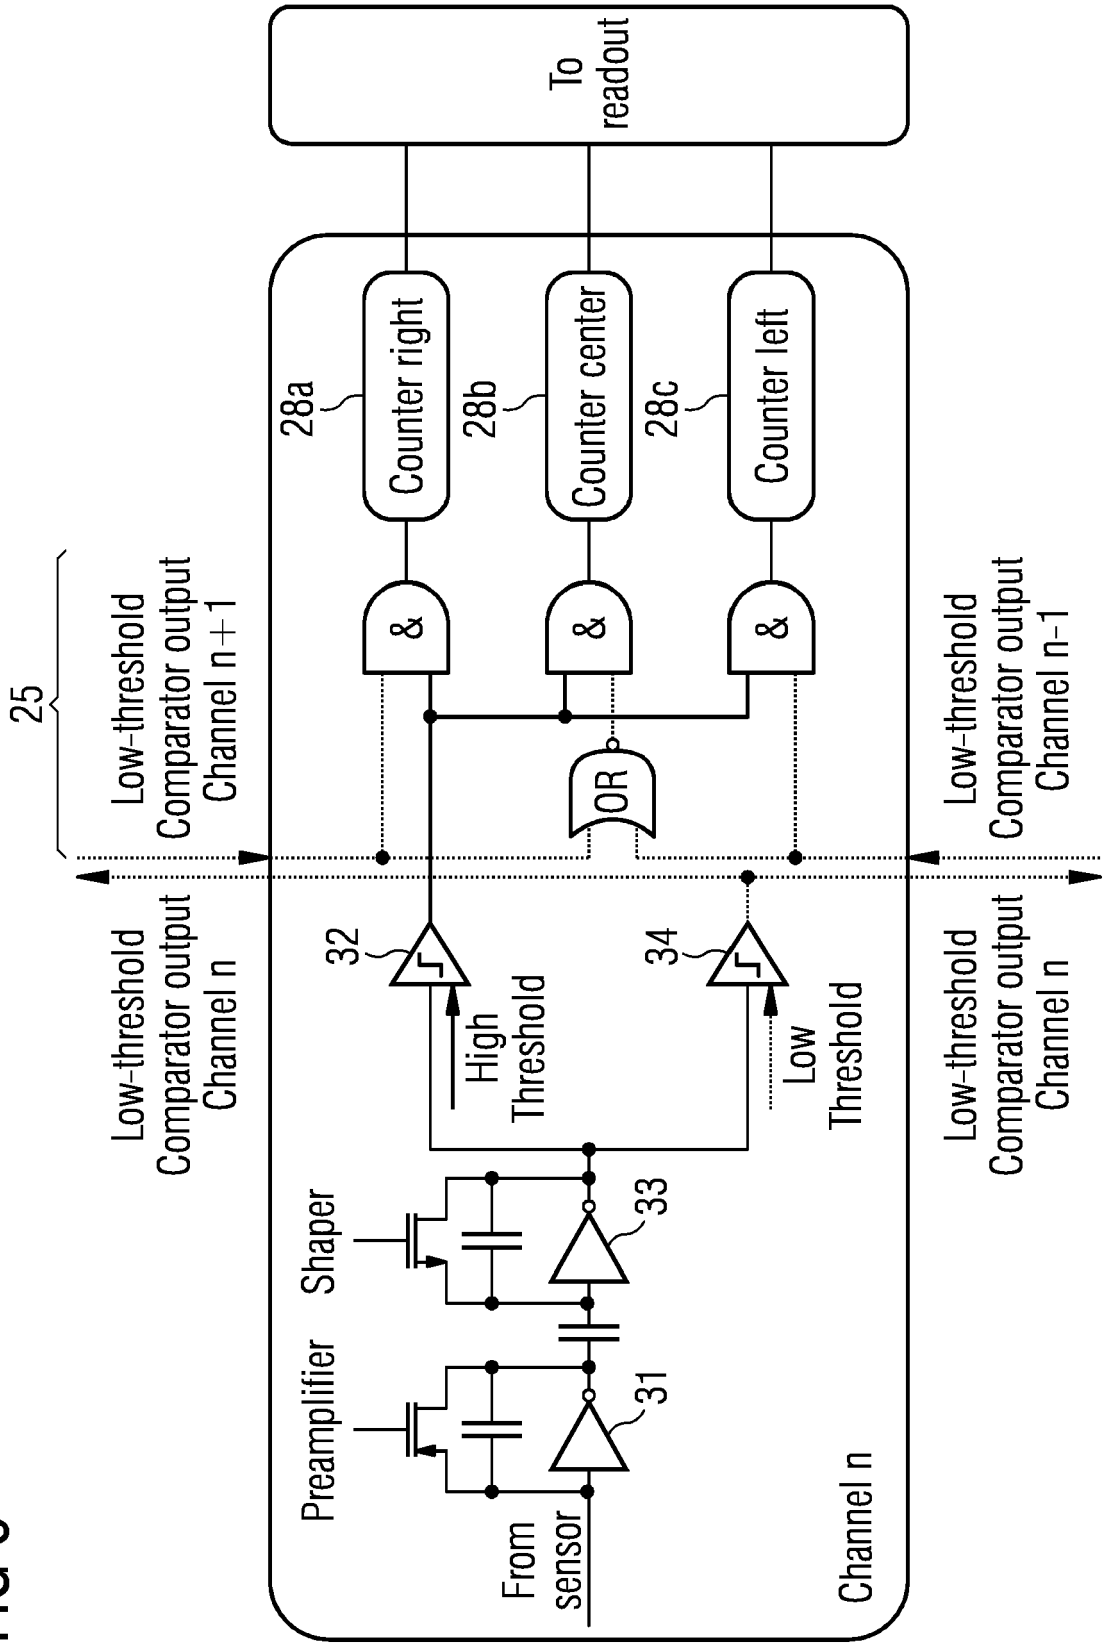 25
Low-threshold
Comparator output
Channel n
Low-threshold
Comparator output
Channel n+1
Preamplifier
Shaper
32
High
Threshold
28a
Counter right
&
From
sensor
31
33
OR
&
28b
Counter center
To
readout
34
Low
Threshold
&
28c
Counter left
Channel n
Low-threshold
Comparator output
Channel n
Low-threshold
Comparator output
Channel n-1